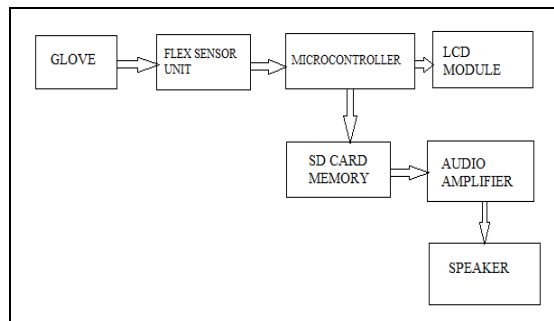 GLOVE
FLEX SENSOR
UNIT
MICROCONTROLLER
LCD
MODULE
SD CARD
MEMORY
AUDIO
AMPLIFIER
SPEAKER